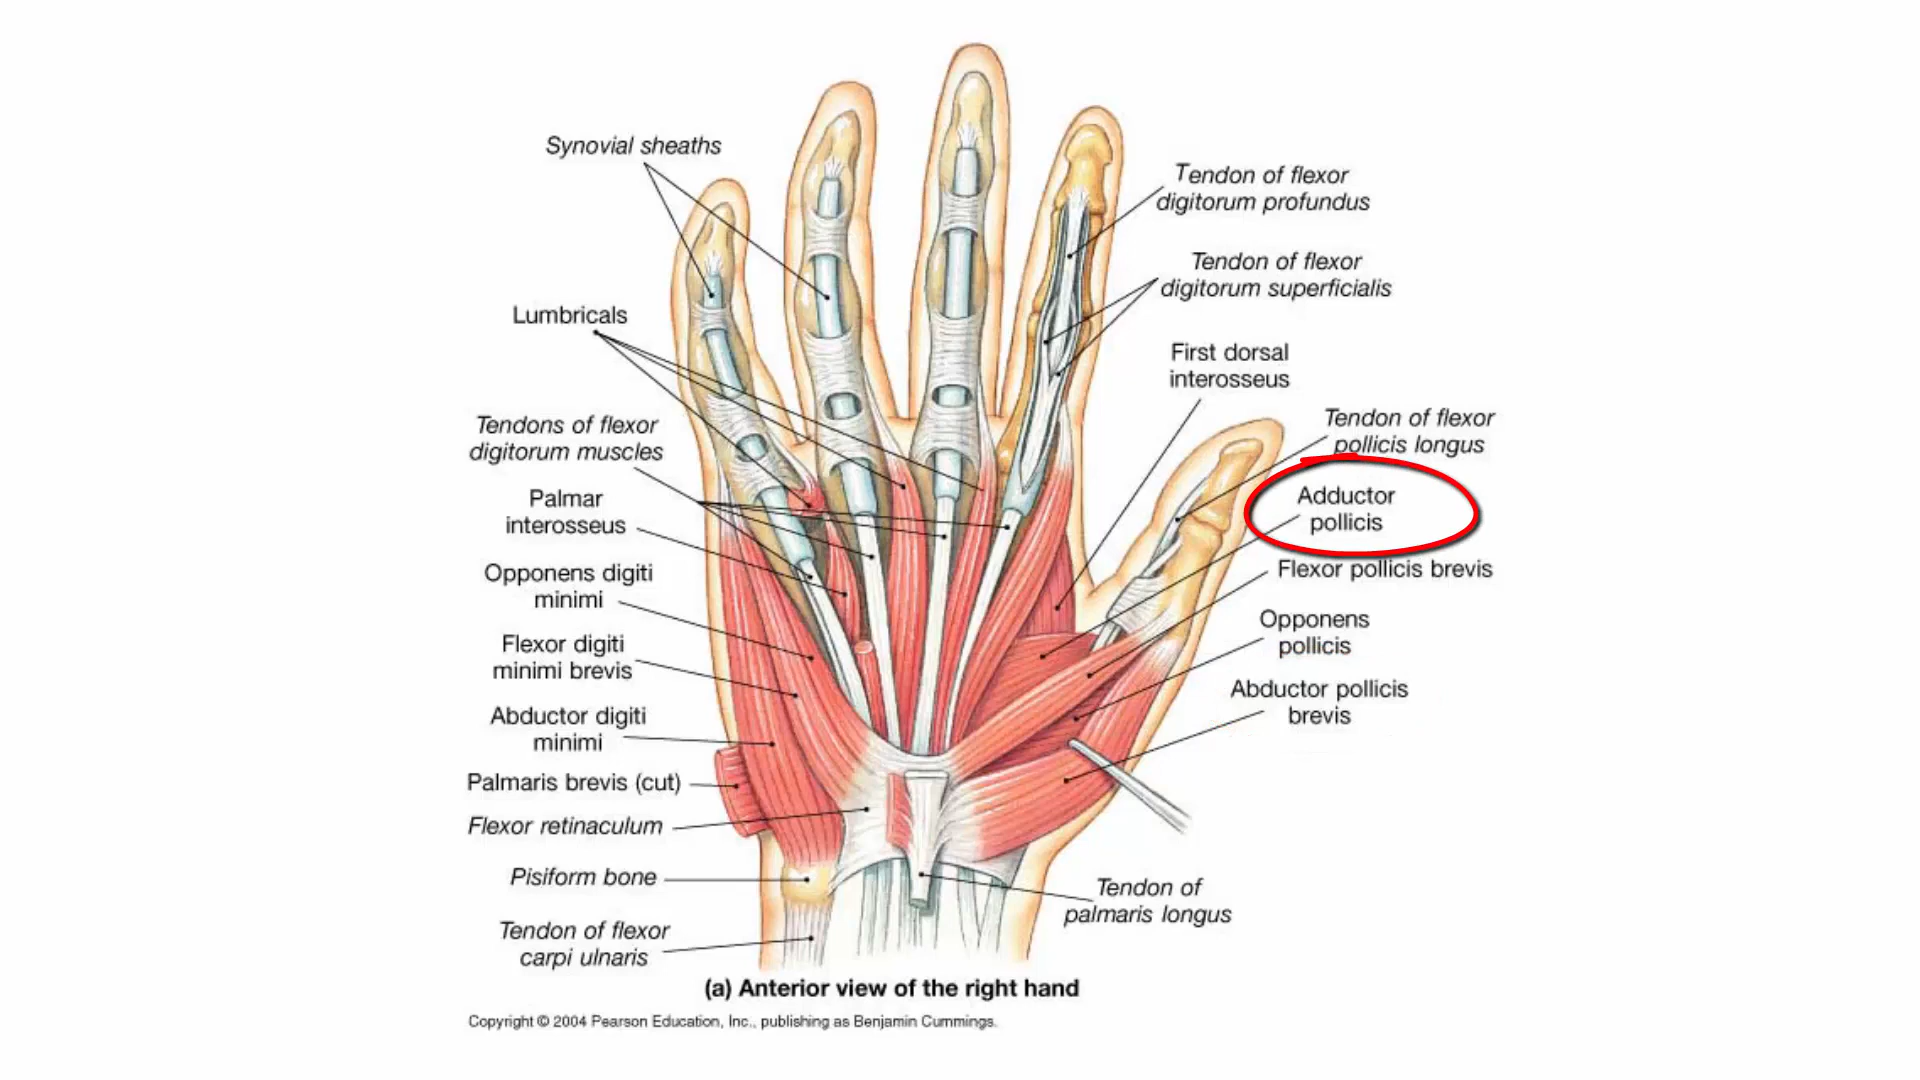 Synovial sheaths
Lumbricals
Tendons of flexor
digitorum muscles
Palmar
interosseus
Opponens digiti
minimi
Flexor digiti
minimi brevis
Abductor digiti
minimi
Palmaris brevis (cut)
Flexor retinaculum
Pisiform bone
Tendon of flexor
carpi ulnaris
Tendon of flexor
digitorum profundus
Tendon of flexor
digitorum superficialis
First dorsal
interosseus
Tendon of flexor
pollicis longus
Adductor
pollicis
Flexor pollicis brevis
Opponens
pollicis
Abductor pollicis
brevis
Tendon of
palmaris longus
(a) Anterior view of the right hand
Copyright © 2004 Pearson Education, Inc., publishing as Benjamin Cummings.